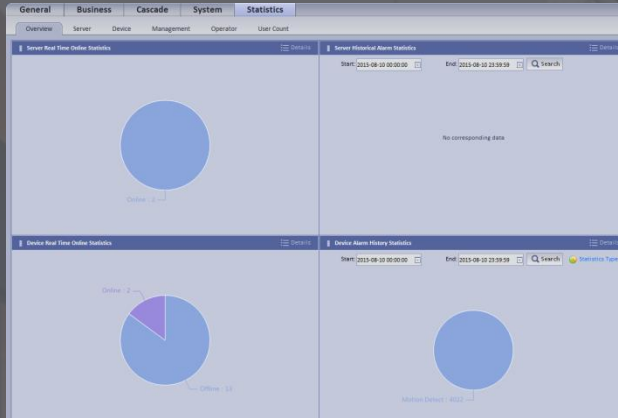 General Business Cascade System Statistics
Overview Server Device Management Operator User Count
Server Real Time Online Statistics Details
Server Historical Alarm Statistics Details
Start: 2015-08-10 00:00:00 End: 2015-08-10 23:59:59 Search
No corresponding data
Online :
Device Real Time Online Statistics Details
Device Alarm History Statistics Details
Start: 2015-08-10 00:00:00 End: 2015-08-10 23:59:59 Search Statistics Type
Online : 2
Offline :
Motion Detect :